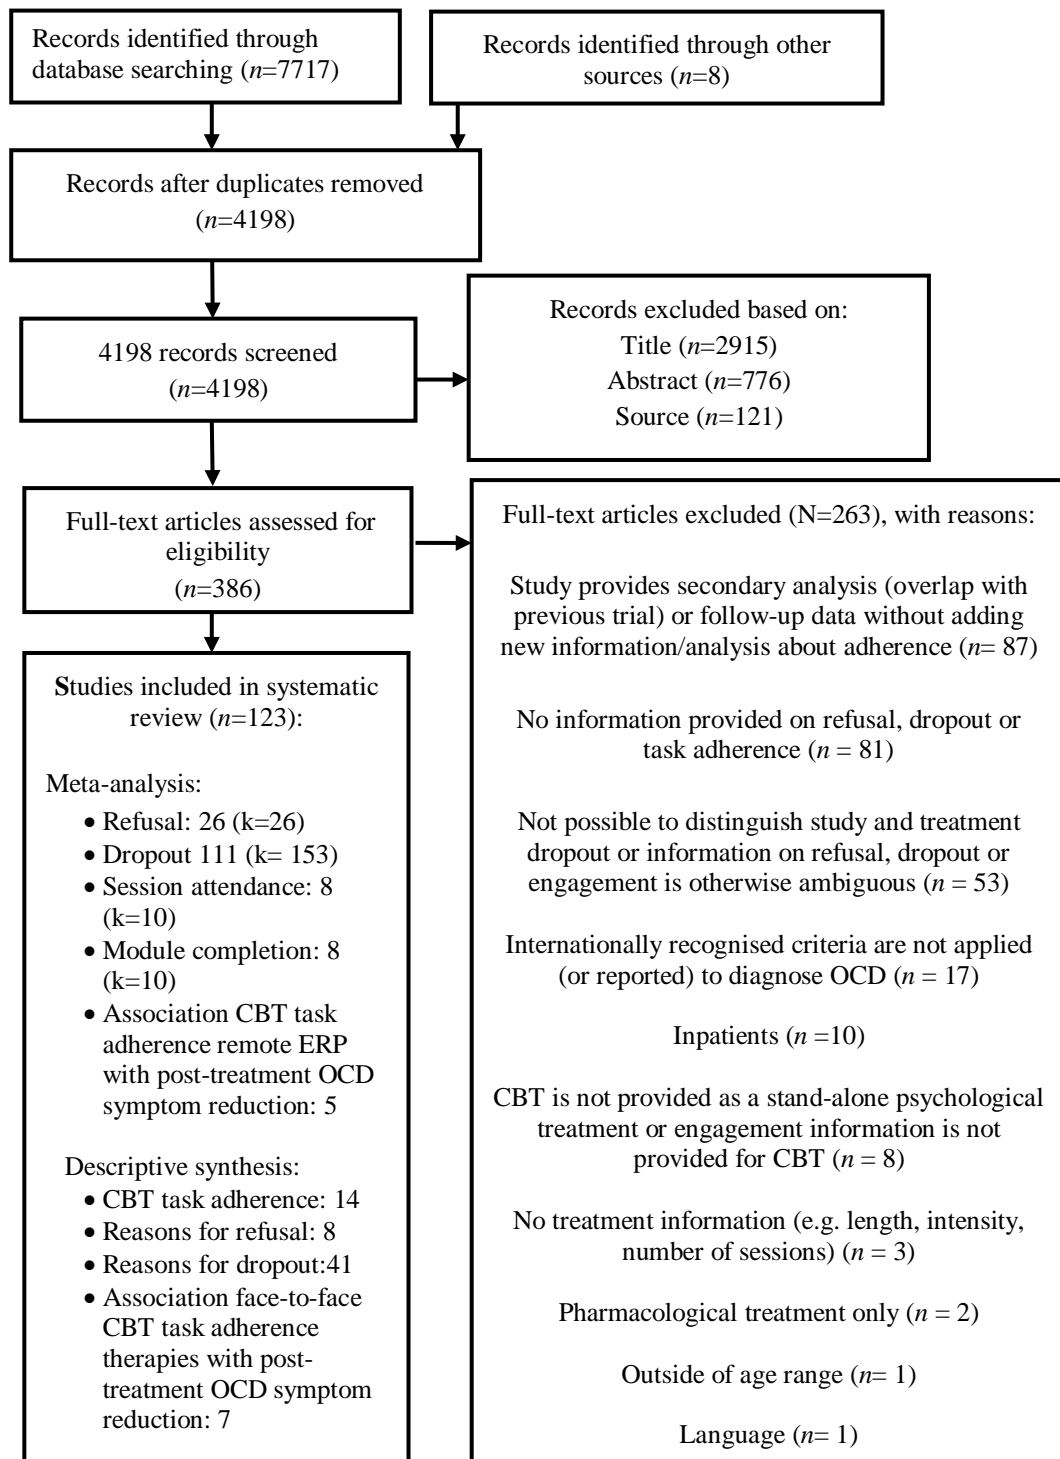 Records identified through
database searching (n=7717)
Records identified through other
sources (n=8)
Records after duplicates removed
(n=4198)
4198 records screened
(n=4198)
Records excluded based on:
Title (n=2915)
Abstract (n=776)
Source (n=121)
Full-text articles assessed for
eligibility
(n=386)
Full-text articles excluded (N=263), with reasons:
Study provides secondary analysis (overlap with
previous trial) or follow-up data without adding
new information/analysis about adherence (n= 87)
No information provided on refusal, dropout or
task adherence (n = 81)
Not possible to distinguish study and treatment
dropout or information on refusal, dropout or
engagement is otherwise ambiguous (n = 53)
Internationally recognised criteria are not applied
(or reported) to diagnose OCD (n = 17)
Inpatients (n =10)
CBT is not provided as a stand-alone psychological
treatment or engagement information is not
provided for CBT (n = 8)
No treatment information (e.g. length, intensity,
number of sessions) (n = 3)
Pharmacological treatment only (n = 2)
Outside of age range (n= 1)
Language (n= 1)
Studies included in systematic
review (n=123):
Meta-analysis:
• Refusal: 26 (k=26)
• Dropout 111 (k= 153)
• Session attendance: 8
(k=10)
• Module completion: 8
(k=10)
• Association CBT task
adherence remote ERP
with post-treatment OCD
symptom reduction: 5
Descriptive synthesis:
• CBT task adherence: 14
• Reasons for refusal: 8
• Reasons for dropout:41
• Association face-to-face
CBT task adherence
therapies with post-
treatment OCD symptom
reduction: 7